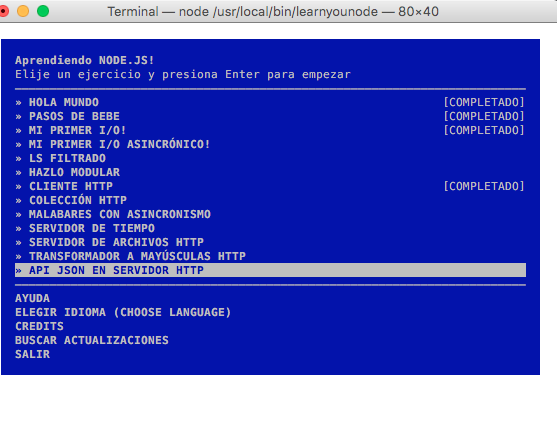 Terminal — node /usr/local/bin/learnyounode — 80×40
Aprendiendo NODE.JS!
Elije un ejercicio y presiona Enter para empezar
» HOLA MUNDO [COMPLETADO]
» PASOS DE BEBE [COMPLETADO]
» MI PRIMER I/O! [COMPLETADO]
» MI PRIMER I/O ASINCRÓNICO!
» LS FILTRADO
» HAZLO MODULAR
» CLIENTE HTTP [COMPLETADO]
» COLECCIÓN HTTP
» MALABARES CON ASINCRONISMO
» SERVIDOR DE TIEMPO
» SERVIDOR DE ARCHIVOS HTTP
» TRANSFORMADOR A MAYÚSCULAS HTTP
» API JSON EN SERVIDOR HTTP
AYUDA
ELEGIR IDIOMA (CHOOSE LANGUAGE)
CREDITS
BUSCAR ACTUALIZACIONES
SALIR